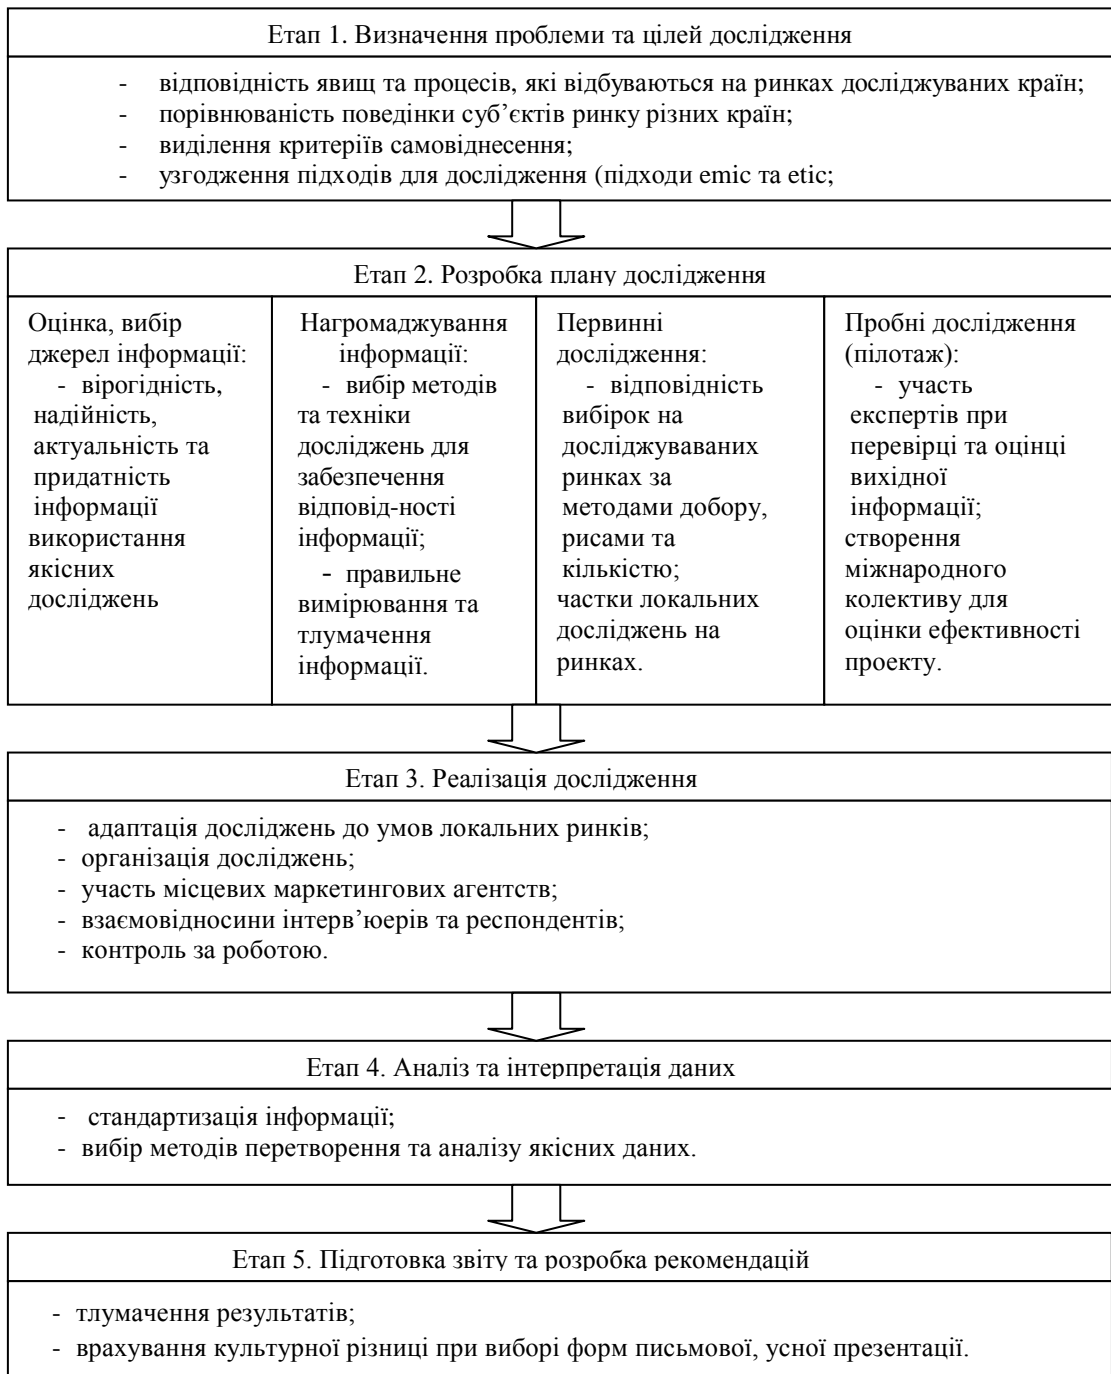 Етап 1. Визначення проблеми та цілей дослідження
- відповідність явищ та процесів, які відбуваються на ринках досліджуваних країн;
- порівнюваність поведінки суб’єктів ринку різних країн;
- виділення критеріїв самовіднесення;
- узгодження підходів для дослідження (підходи emic та etic;
Етап 2. Розробка плану дослідження
Оцінка, вибір
джерел інформації:
- вірогідність,
надійність,
актуальність та
придатність
інформації
використання
якісних
досліджень
Нагромаджування
інформації:
- вибір методів
та техніки
досліджень для
забезпечення
відповід-ності
інформації;
- правильне
вимірювання та
тлумачення
інформації.
Первинні
дослідження:
- відповідність
вибірок на
досліджуваваних
ринках за
методами добору,
рисами та
кількістю;
частки локальних
досліджень на
ринках.
Пробні дослідження
(пілотаж):
- участь
експертів при
перевірці та оцінці
вихідної
інформації;
створення
міжнародного
колективу для
оцінки ефективності
проекту.
Етап 3. Реалізація дослідження
- адаптація досліджень до умов локальних ринків;
- організація досліджень;
- участь місцевих маркетингових агентств;
- взаємовідносини інтерв’юерів та респондентів;
- контроль за роботою.
Етап 4. Аналіз та інтерпретація даних
- стандартизація інформації;
- вибір методів перетворення та аналізу якісних даних.
Етап 5. Підготовка звіту та розробка рекомендацій
- тлумачення результатів;
- врахування культурної різниці при виборі форм письмової, усної презентації.